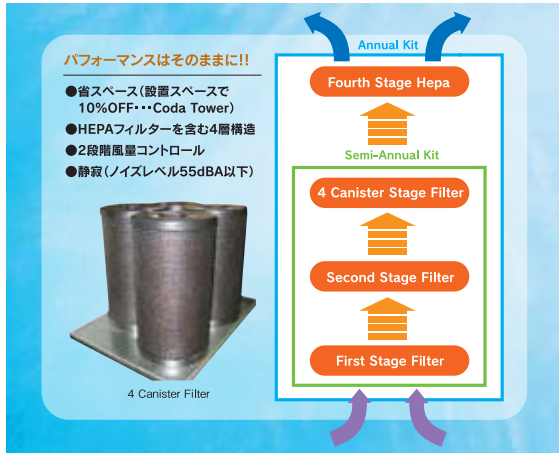 パフォーマンスはそのままに!!
●省スペース(設置スペースで
10%OFF・・・Coda Tower)
●HEPAフィルターを含む4層構造
●2段階風量コントロール
●静寂(ノイズレベル55dBA以下)
4 Canister Filter
Annual Kit
Fourth Stage Hepa
Semi-Annual Kit
4 Canister Stage Filter
Second Stage Filter
First Stage Filter